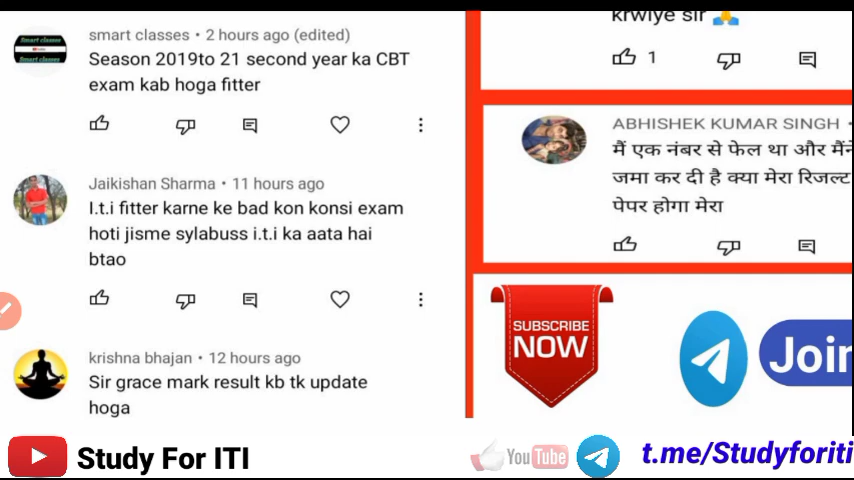 smart classes • 2 hours ago (edited)
Season 2019to 21 second year ka CBT
exam kab hoga fitter
Jaikishan Sharma • 11 hours ago
I.t.i fitter karne ke bad kon konsi exam
hoti jisme sylabuss i.t.i ka aata hai
btao
krishna bhajan • 12 hours ago
Sir grace mark result kb tk update
hoga
krwiye sir 🙏
1
ABHISHEK KUMAR SINGH •
मैं एक नंबर से फेल था और मैंने
जमा कर दी है क्या मेरा रिजल्ट
पेपर होगा मेरा
SUBSCRIBE
NOW
Join
Study For ITI
YouTube
t.me/Studyforiti